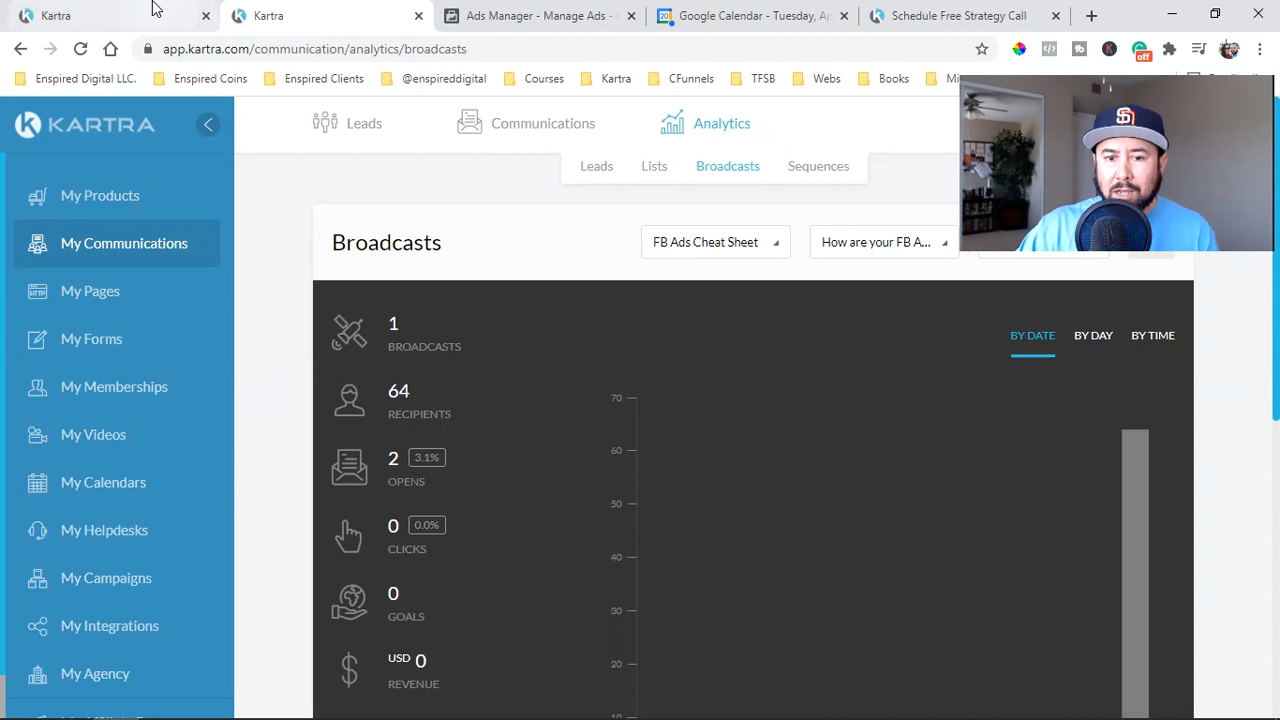 Kartra
Kartra
Ads Manager - Manage Ads -
Google Calendar - Tuesday, Ap
Schedule Free Strategy Call
app.kartra.com/communication/analytics/broadcasts
off
Enspired Digital LLC.
Enspired Coins
Enspired Clients
@enspireddigital
Courses
Kartra
CFunnels
TFSB
Webs
Books
KARTRA
Leads
Communications
Analytics
Leads
Lists
Broadcasts
Sequences
My Products
My Communications
My Pages
My Forms
My Memberships
My Videos
My Calendars
My Helpdesks
My Campaigns
My Integrations
My Agency
Broadcasts
FB Ads Cheat Sheet
How are your FB A...
1
BROADCASTS
64
RECIPIENTS
2 3.1%
OPENS
0 0.0%
CLICKS
0
GOALS
USD 0
REVENUE
BY DATE
BY DAY
BY TIME
70
60
50
40
30
20